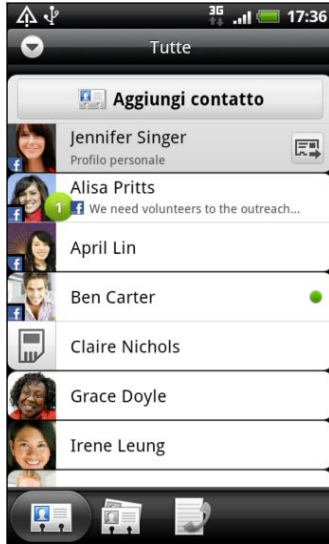 3G
17:36
Tutte
Aggiungi contatto
Jennifer Singer
Profilo personale
Alisa Pritts
1
f We need volunteers to the outreach...
April Lin
Ben Carter
Claire Nichols
Grace Doyle
Irene Leung